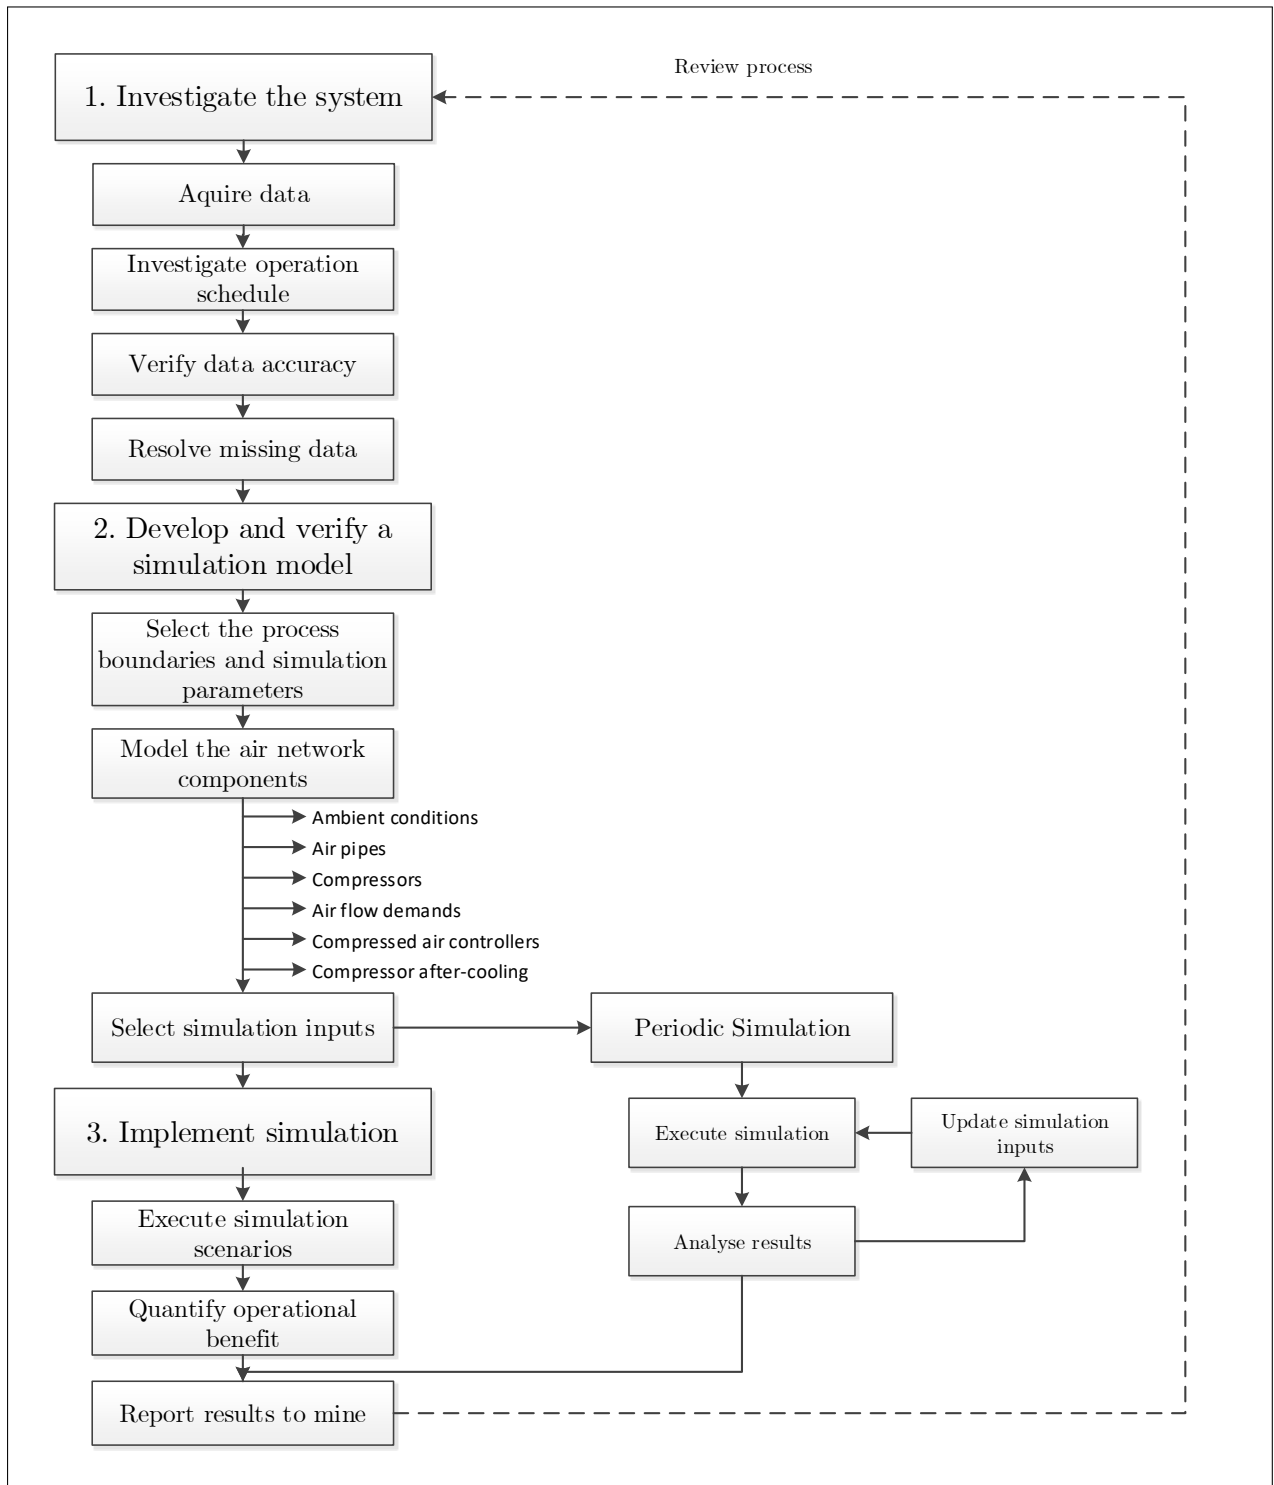 Review process
1. Investigate the system
Aquire data
Investigate operation
schedule
Verify data accuracy
Resolve missing data
2. Develop and verify a
simulation model
Select the process
boundaries and simulation
parameters
Model the air network
components
Ambient conditions
Air pipes
Compressors
Air flow demands
Compressed air controllers
Compressor after-cooling
Select simulation inputs
Periodic Simulation
3. Implement simulation
Execute simulation
Update simulation
inputs
Execute simulation
scenarios
Analyse results
Quantify operational
benefit
Report results to mine